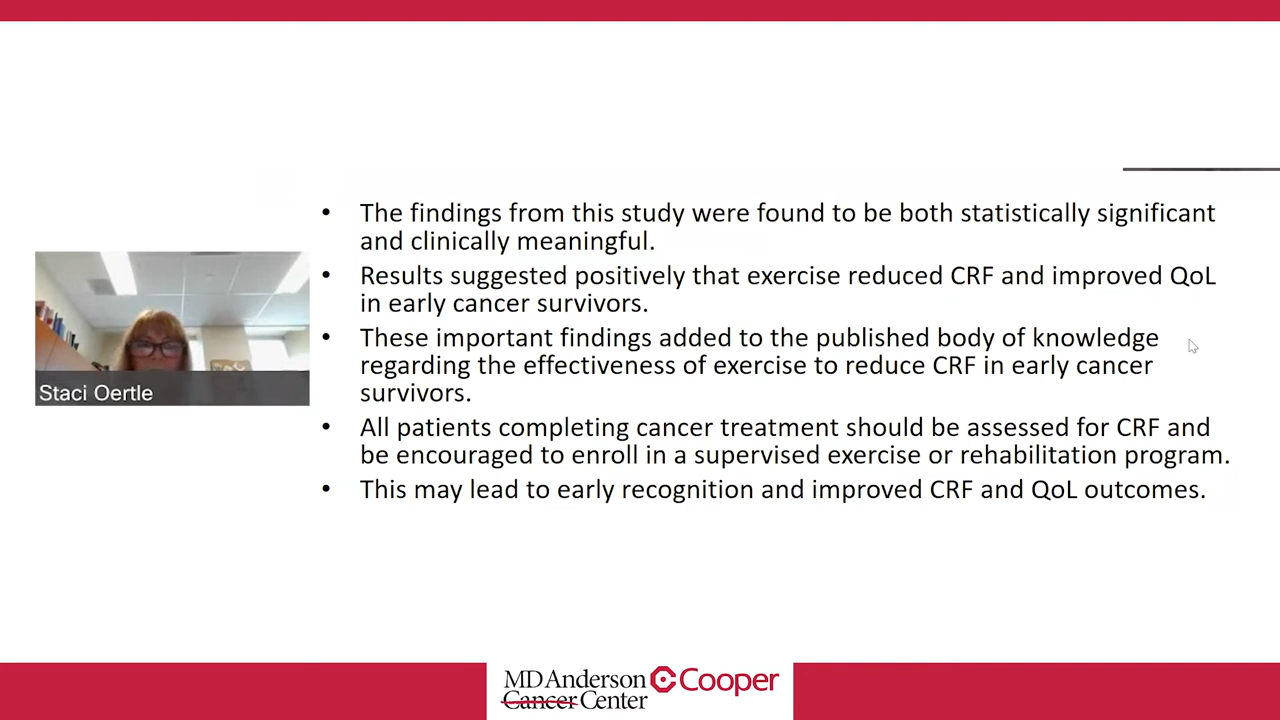 • The findings from this study were found to be both statistically significant
and clinically meaningful.
• Results suggested positively that exercise reduced CRF and improved QoL
in early cancer survivors.
• These important findings added to the published body of knowledge
regarding the effectiveness of exercise to reduce CRF in early cancer
survivors.
• All patients completing cancer treatment should be assessed for CRF and
be encouraged to enroll in a supervised exercise or rehabilitation program.
• This may lead to early recognition and improved CRF and QoL outcomes.
Staci Oertle
MD Anderson
Cancer Center
Cooper